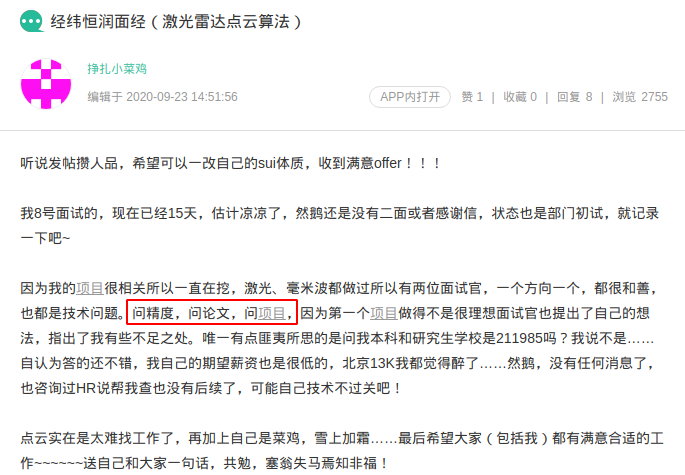 经纬恒润面经（激光雷达点云算法）
挣扎小菜鸡
编辑于 2020-09-23 14:51:56
APP内打开 赞 1 | 收藏 0 | 回复 8 | 浏览 2755
听说发帖攒人品，希望可以一改自己的sui体质，收到满意offer！！！
我8号面试的，现在已经15天，估计凉凉了，然鹅还是没有二面或者感谢信，状态也是部门初试，就记录
一下吧~
因为我的项目很相关所以一直在挖，激光、毫米波都做过所以有两位面试官，一个方向一个，都很和善，
也都是技术问题。问精度，问论文，问项目，因为第一个项目做得不是很理想面试官也提出了自己的想
法，指出了我有些不足之处。唯一有点匪夷所思的是问我本科和研究生学校是211985吗？我说不是……
自认为答的还不错，我自己的期望薪资也是很低的，北京13K我都觉得醉了……然鹅，没有任何消息了，
也咨询过HR说帮我查也没有后续了，可能自己技术不过关吧！
点云实在是太难找工作了，再加上自己是菜鸡，雪上加霜……最后希望大家（包括我）都有满意合适的工
作~~~~~~送自己和大家一句话，共勉，塞翁失马焉知非福！